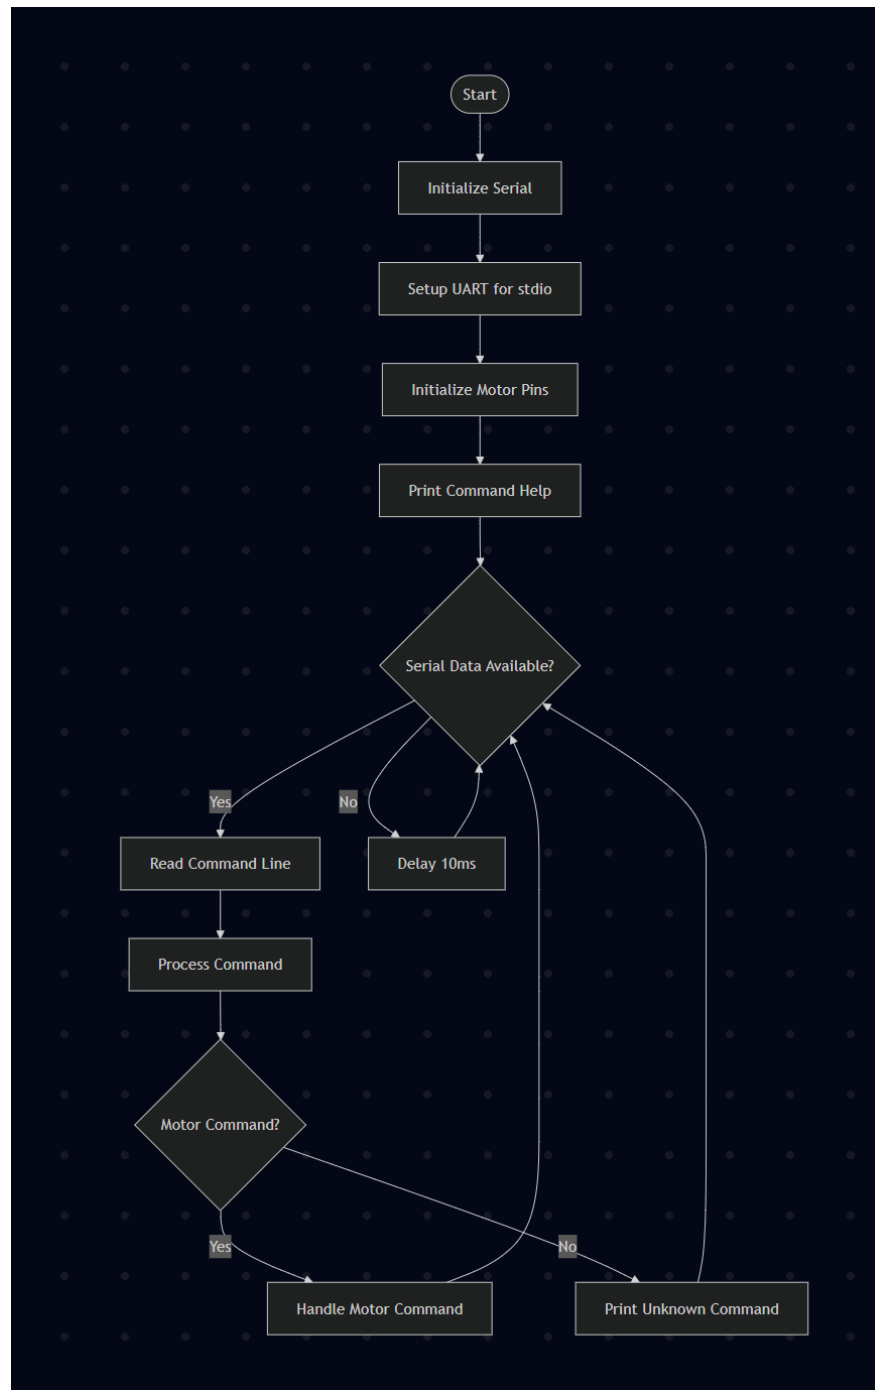 Start
Initialize Serial
Setup UART for stdio
Initialize Motor Pins
Print Command Help
Serial Data Available?
Yes
No
Read Command Line
Delay 10ms
Process Command
Motor Command?
Yes
No
Handle Motor Command
Print Unknown Command